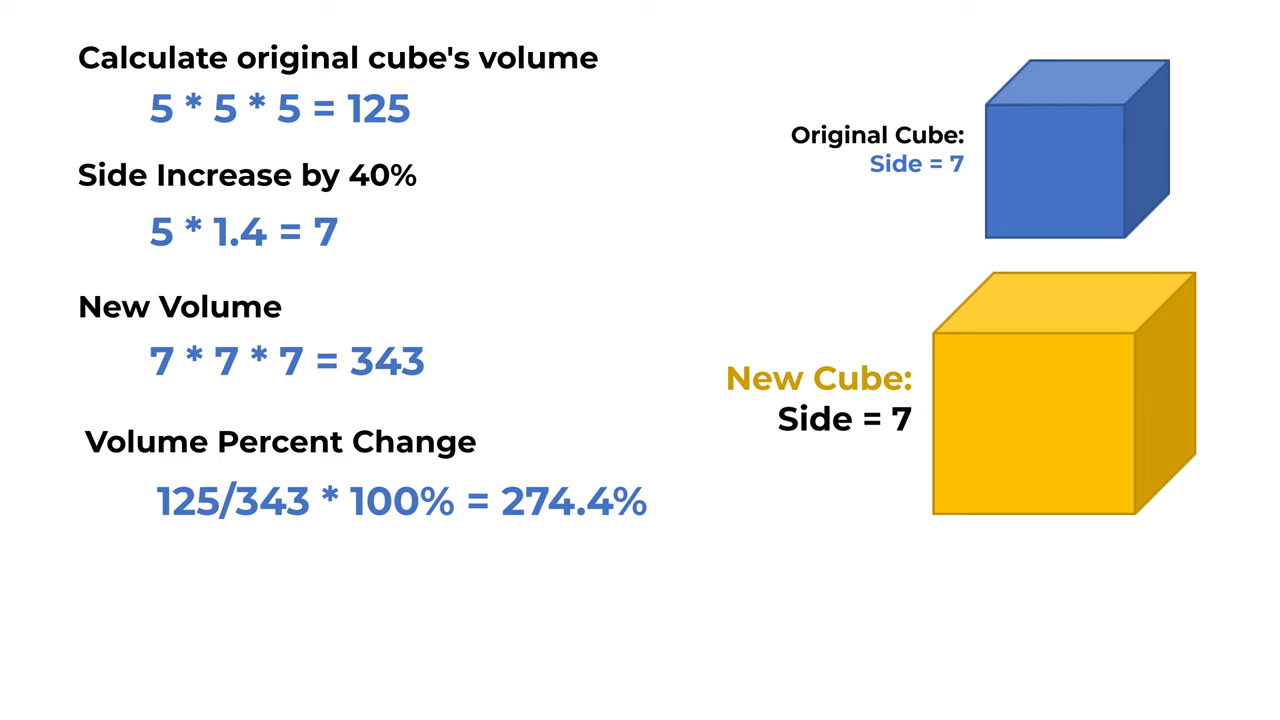 Calculate original cube's volume
5 * 5 * 5 = 125
Side Increase by 40%
5 * 1.4 = 7
New Volume
7 * 7 * 7 = 343
Volume Percent Change
125/343 * 100% = 274.4%
Original Cube:
Side = 7
New Cube:
Side = 7